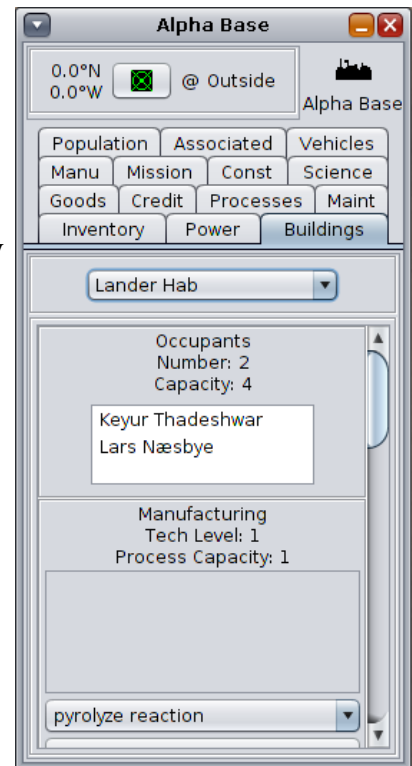 Alpha Base
0.0°N
0.0°W
@ Outside
Alpha Base
Population Associated Vehicles
Manu Mission Const Science
Goods Credit Processes Maint
Inventory Power Buildings
Lander Hab
Occupants
Number: 2
Capacity: 4
Keyur Thadeshwar
Lars Næsbye
Manufacturing
Tech Level: 1
Process Capacity: 1
pyrolyze reaction